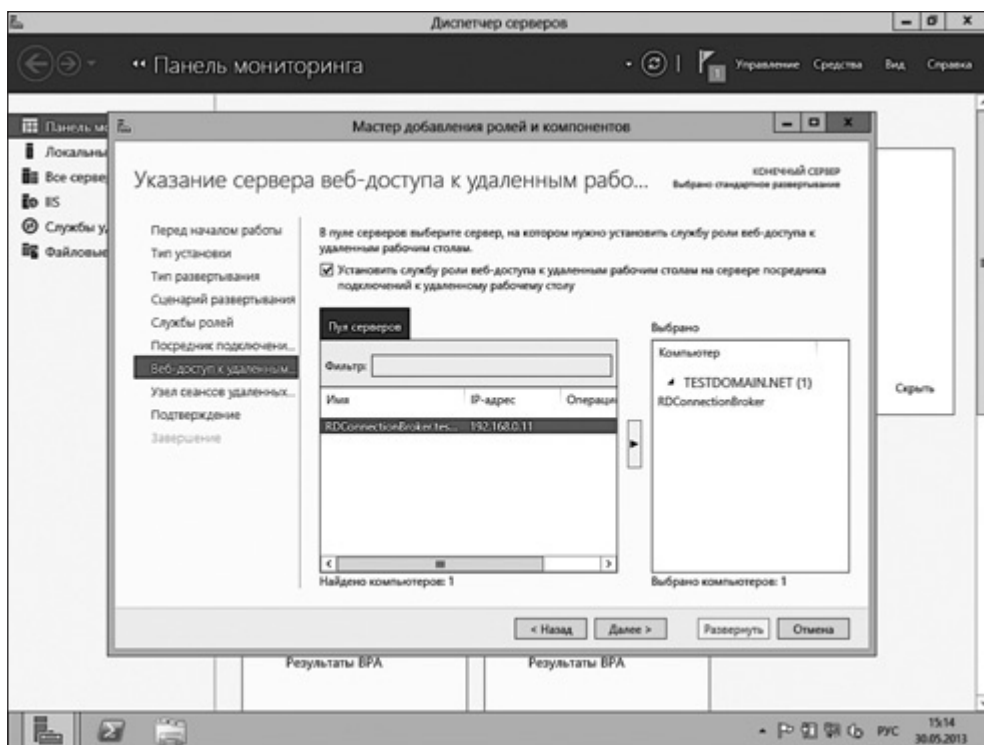 Диспетчер серверов
Панель мониторинга
1
Управление Средства Вид Справка
Панель мо
Локальны
Все серве
IIS
Службы у
Файловые
Мастер добавления ролей и компонентов
Указание сервера веб-доступа к удаленным рабо...
КОНЕЧНЫЙ СЕРВЕР
Выбрано стандартное развертывание
Перед началом работы
Тип установки
Тип развертывания
Сценарий развертывания
Службы ролей
Посредник подключени...
Веб-доступ к удаленным...
Узел сеансов удаленных...
Подтверждение
Завершение
В пуле серверов выберите сервер, на котором нужно установить службу роли веб-доступа к
удаленным рабочим столам.
Установить службу роли веб-доступа к удаленным рабочим столам на сервере посредника
подключений к удаленному рабочему столу
Пул серверов
Фильтр:
Имя IP-адрес Операци
RDConnectionBroker.tes... 192.168.0.11
Найдено компьютеров: 1
Выбрано
Компьютер
TESTDOMAIN.NET (1)
RDConnectionBroker
Выбрано компьютеров: 1
Скрыть
< Назад Далее > Развернуть Отмена
Результаты BPA Результаты BPA
РУС
15:14
30.05.2013